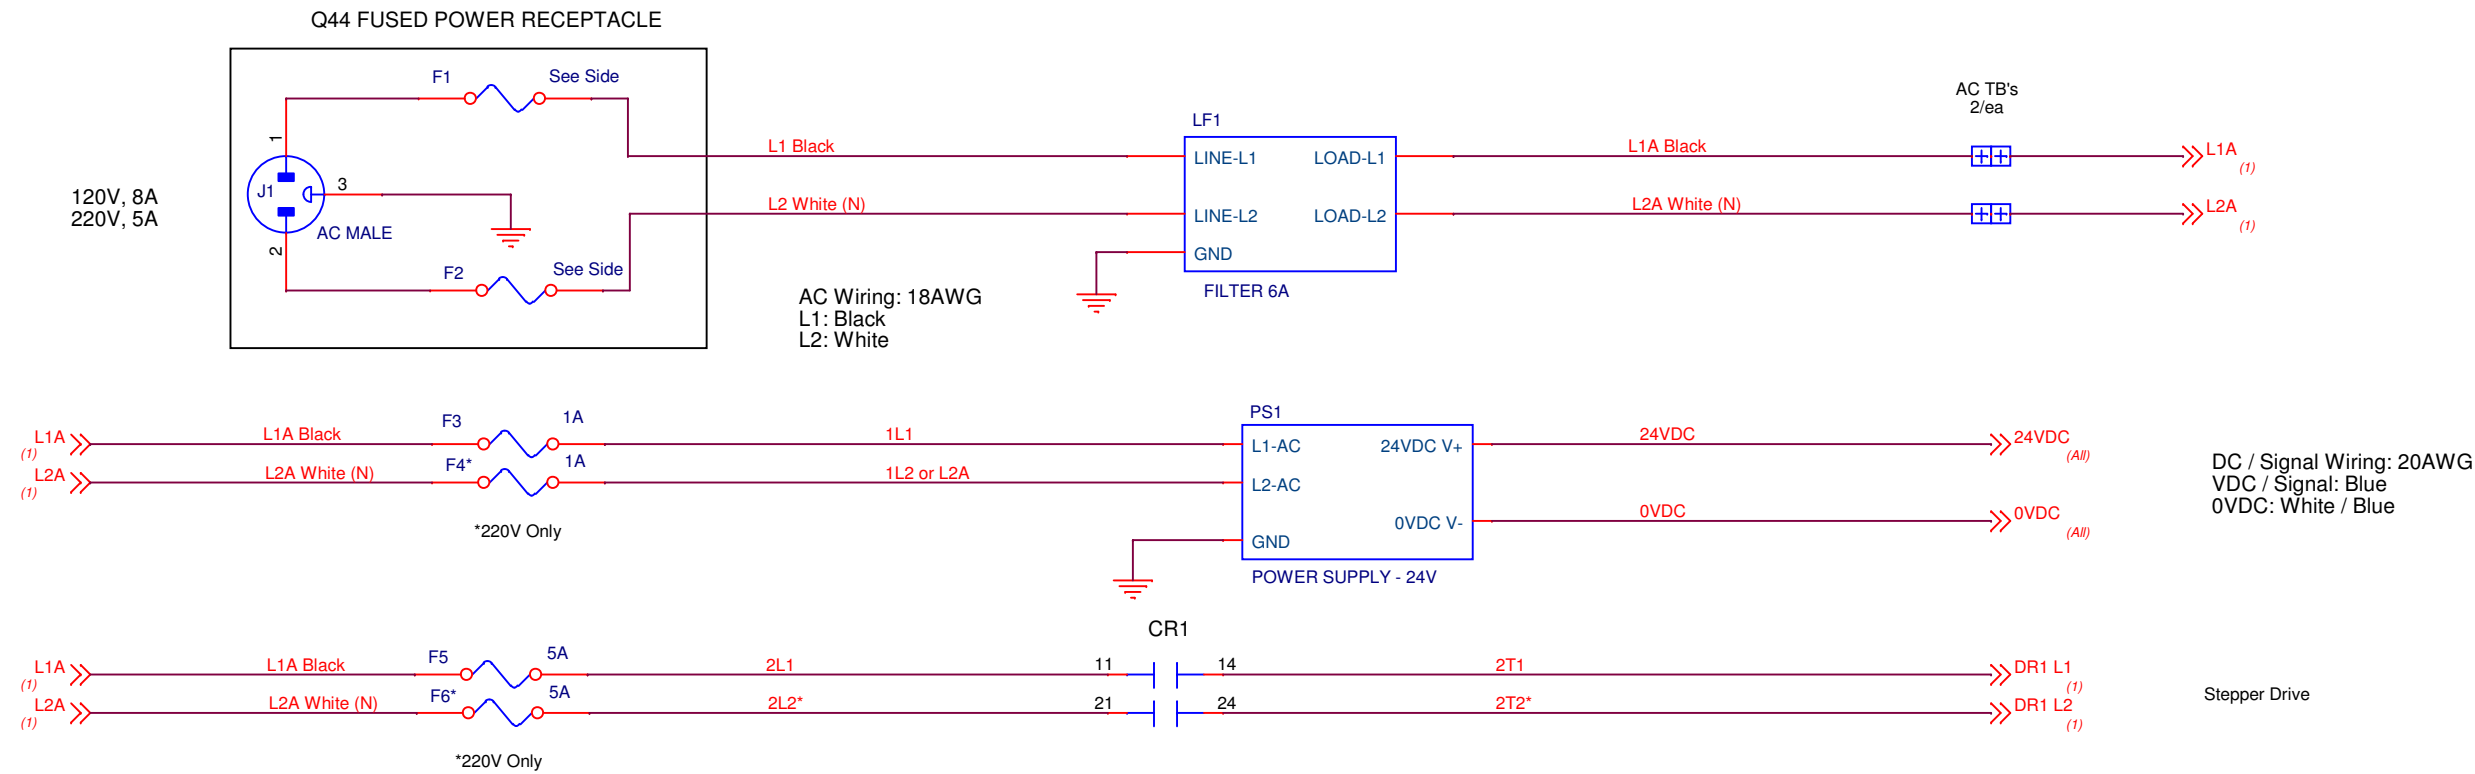 Q44 FUSED POWER RECEPTACLE
F1
See Side
AC TB's
2/ea
LF1
1
L1 Black
LINE-L1
LOAD-L1
L1A Black
L1A
(1)
120V, 8A
220V, 5A
J1
3
AC MALE
2
L2 White (N)
LINE-L2
LOAD-L2
L2A White (N)
L2A
(1)
GND
F2
See Side
FILTER 6A
AC Wiring: 18AWG
L1: Black
L2: White
L1A
(1)
L1A Black
F3
1A
1L1
PS1
L1-AC
24VDC V+
24VDC
24VDC
(All)
L2A
(1)
L2A White (N)
F4*
1A
1L2 or L2A
L2-AC
*220V Only
0VDC V-
0VDC
0VDC
(All)
GND
POWER SUPPLY - 24V
DC / Signal Wiring: 20AWG
VDC / Signal: Blue
0VDC: White / Blue
CR1
L1A
(1)
L1A Black
F5
5A
2L1
11
14
2T1
DR1 L1
(1)
L2A
(1)
L2A White (N)
F6*
5A
2L2*
21
24
2T2*
DR1 L2
(1)
Stepper Drive
*220V Only